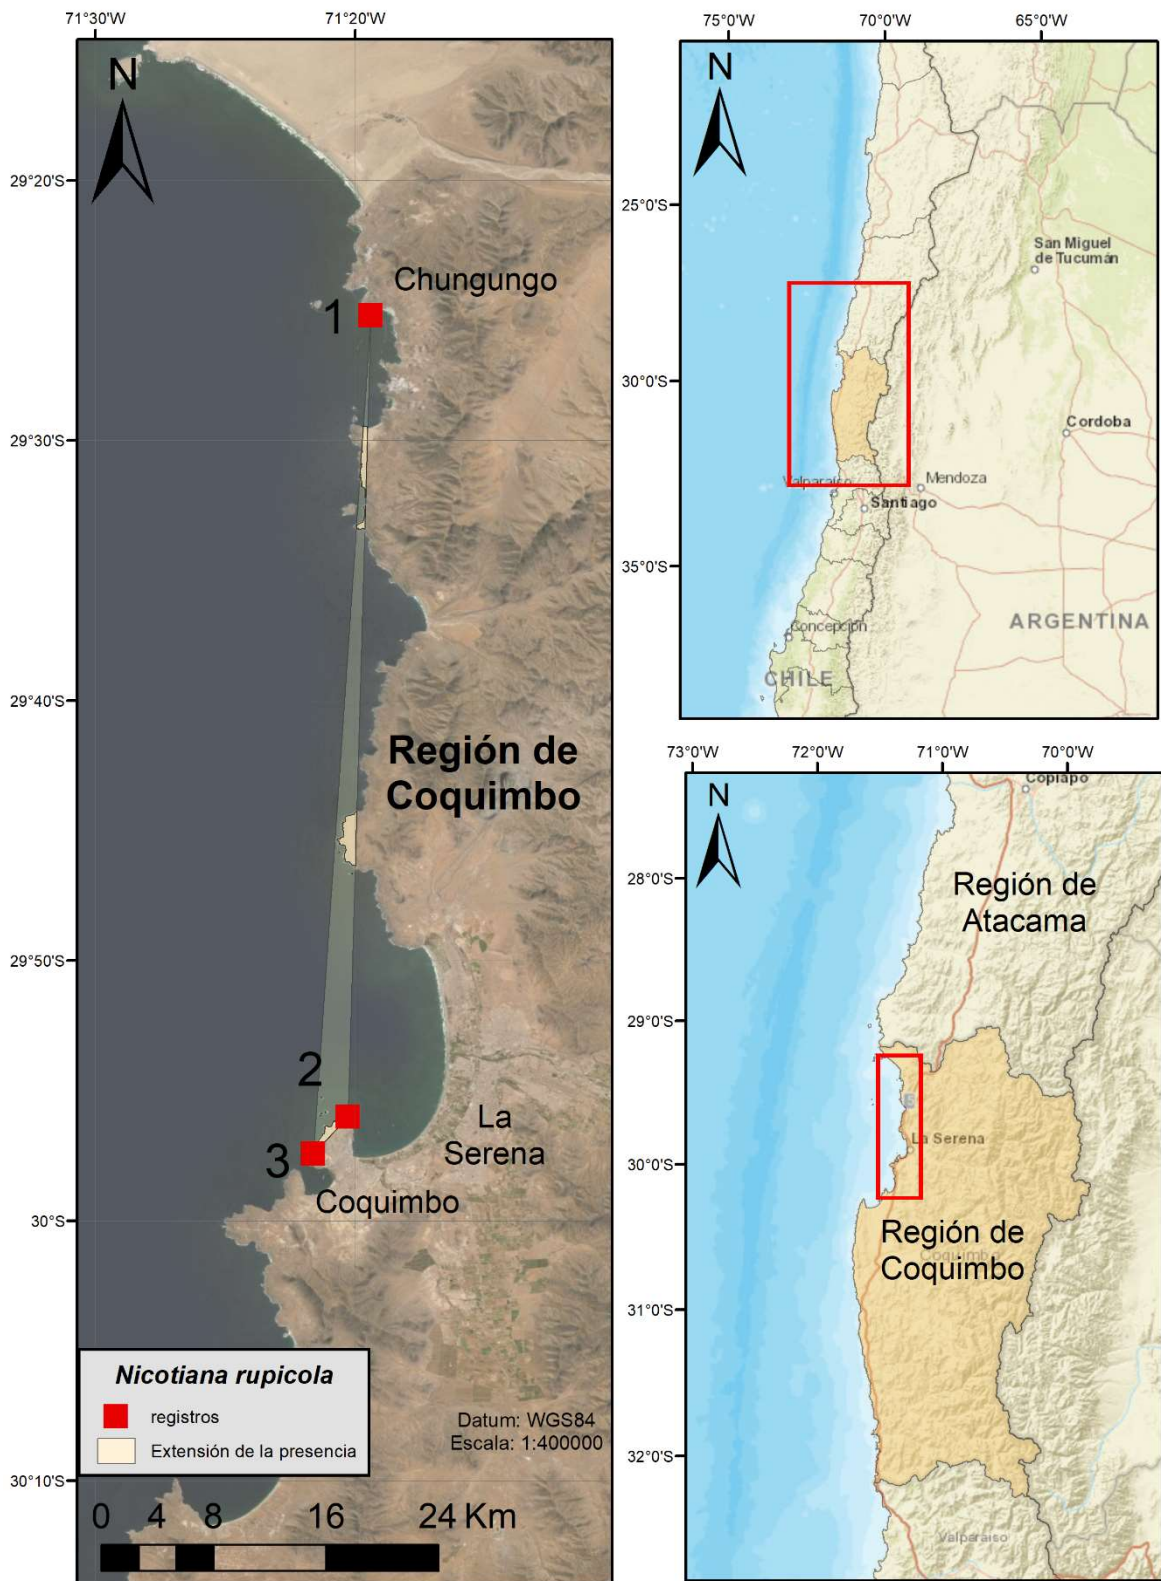 71°30'W
71°20'W
N
29°20'S
29°30'S
29°40'S
29°50'S
30°S
30°10'S
Chungungo
1
Región de
Coquimbo
2
3
La
Serena
Coquimbo
Nicotiana rupicola
registros
Extensión de la presencia
Datum: WGS84
Escala: 1:400000
0 4 8 16 24 Km
75°0'W
70°0'W
65°0'W
N
25°0'S
30°0'S
35°0'S
San Miguel
de Tucumán
Cordoba
Mendoza
Valparaíso
Santiago
ARGENTINA
Concepción
CHILE
73°0'W
72°0'W
71°0'W
70°0'W
N
28°0'S
29°0'S
30°0'S
31°0'S
32°0'S
Copiapo
Región de
Atacama
E
La Serena
Región de
Coquimbo
Coquimbo
Valparaiso